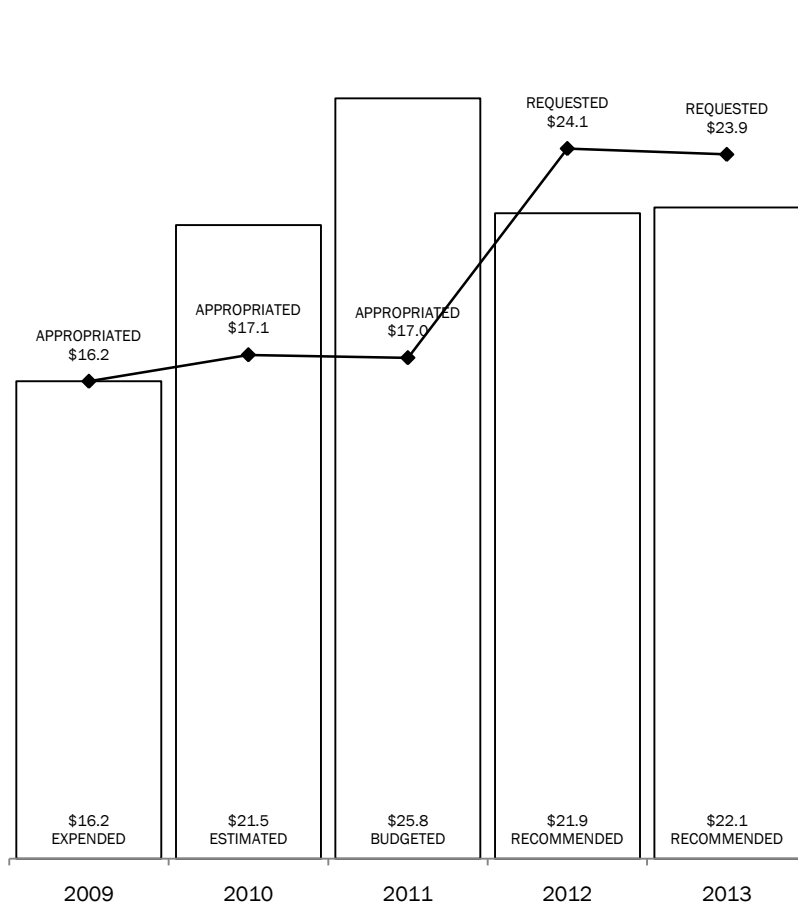 REQUESTED
$24.1
REQUESTED
$23.9
APPROPRIATED
$16.2
APPROPRIATED
$17.1
APPROPRIATED
$17.0
$16.2
EXPENDED
$21.5
ESTIMATED
$25.8
BUDGETED
$21.9
RECOMMENDED
$22.1
RECOMMENDED
2009
2010
2011
2012
2013